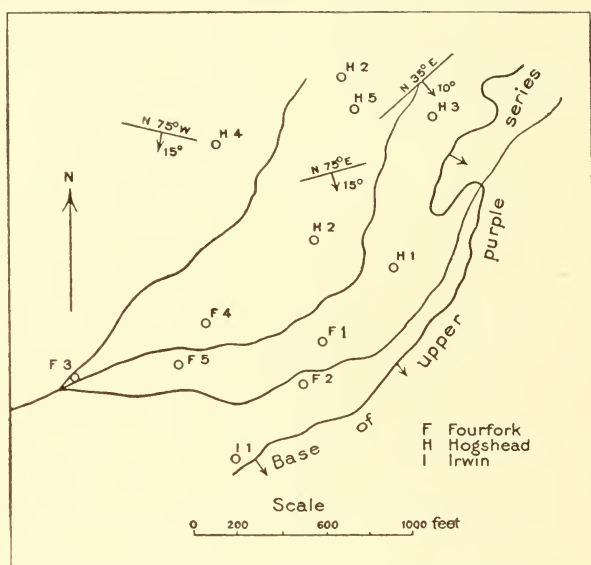 H 2
N 35° E
10°
H 5
H 3
series
N 75° W
15°
H 4
N
N 75° E
15°
purple
H 2
H 1
F 4
F 1
upper
F 3
F 5
F 2
f
F Fourfork
H Hogshead
I Irwin
I 1
Base
Scale
0 200 600 1000 feet